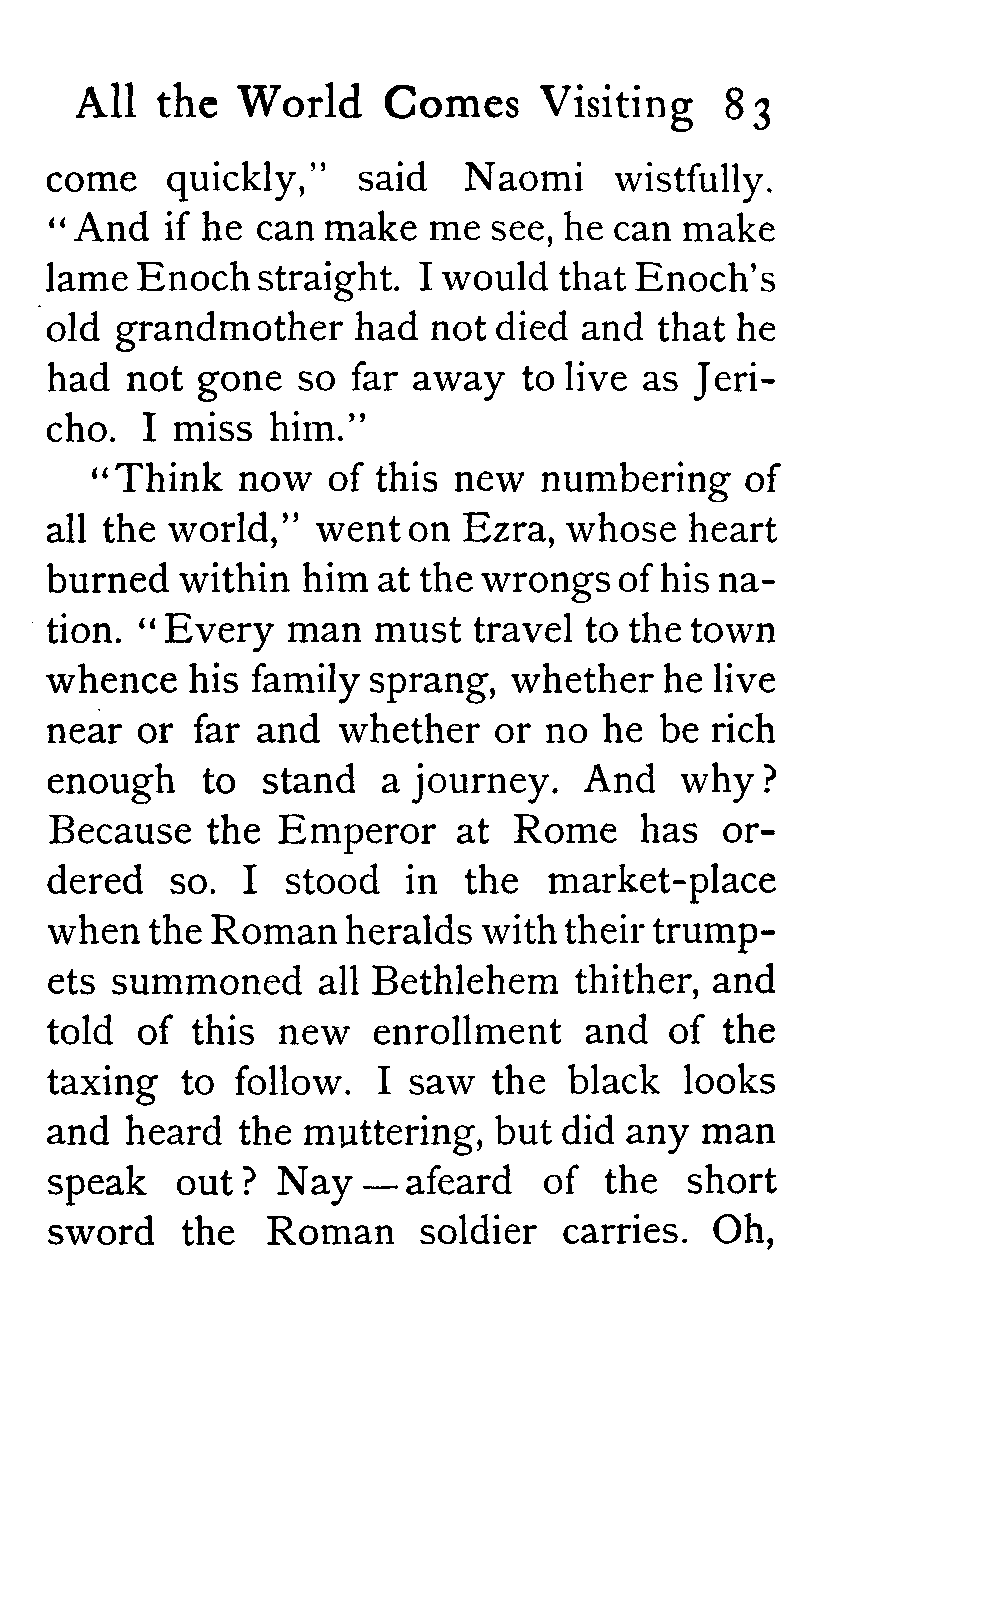 All the World Comes Visiting 83
come quickly,” said Naomi wistfully.
“And if he can make me see, he can make
lame Enoch straight. I would that Enoch’s
old grandmother had not died and that he
had not gone so far away to live as Jeri-
cho. I miss him.”
“Think now of this new numbering of
all the world,” went on Ezra, whose heart
burned within him at the wrongs of his na-
tion. “Every man must travel to the town
whence his family sprang, whether he live
near or far and whether or no he be rich
enough to stand a journey. And why?
Because the Emperor at Rome has or-
dered so. I stood in the market-place
when the Roman heralds with their trump-
ets summoned all Bethlehem thither, and
told of this new enrollment and of the
taxing to follow. I saw the black looks
and heard the muttering, but did any man
speak out? Nay — afeard of the short
sword the Roman soldier carries. Oh,